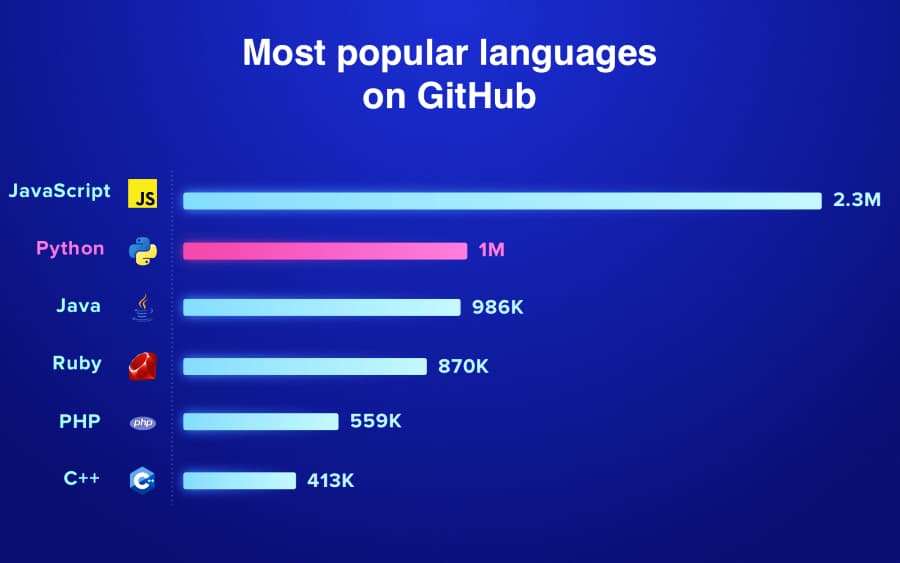 Most popular languages
on GitHub
JavaScript JS 2.3M
Python 1M
Java 986K
Ruby 870K
PHP php 559K
C++ C++ 413K